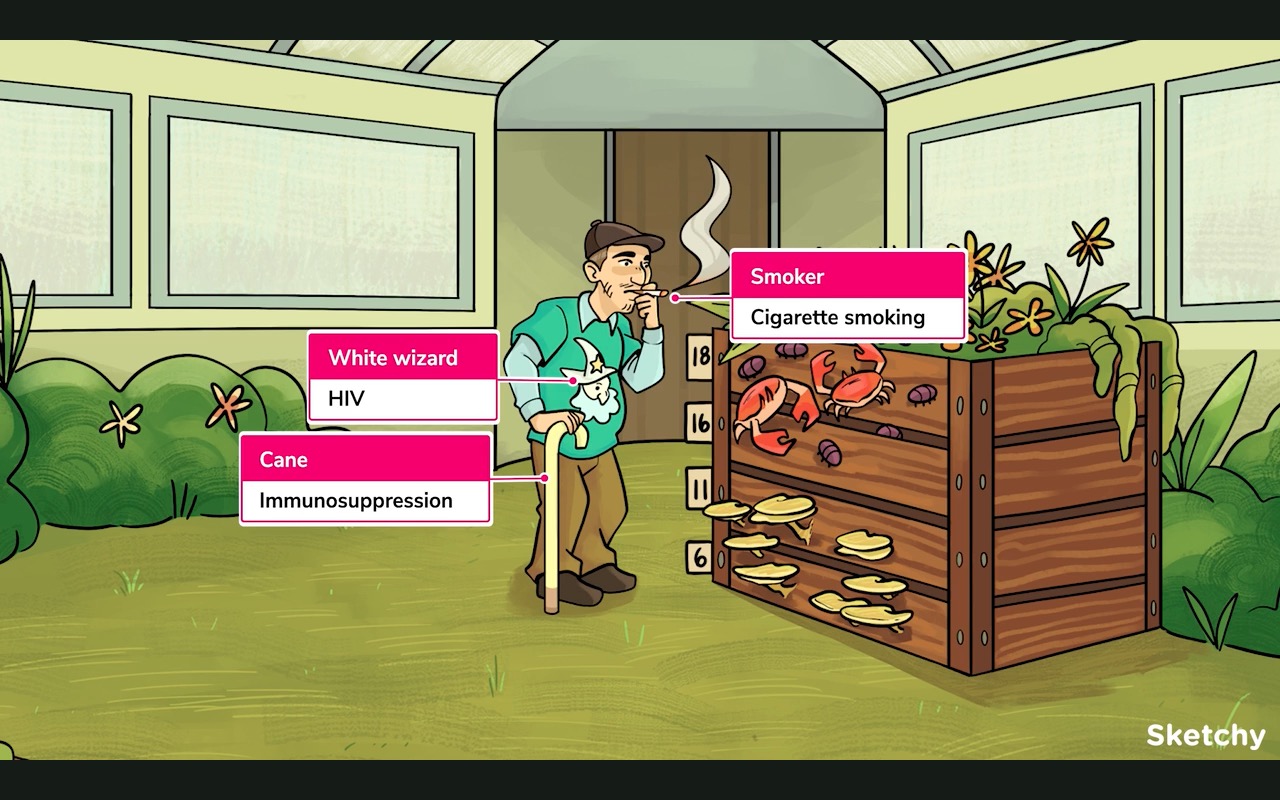 Smoker
Cigarette smoking
White wizard
HIV
Cane
Immunosuppression
18
16
11
6
Sketchy